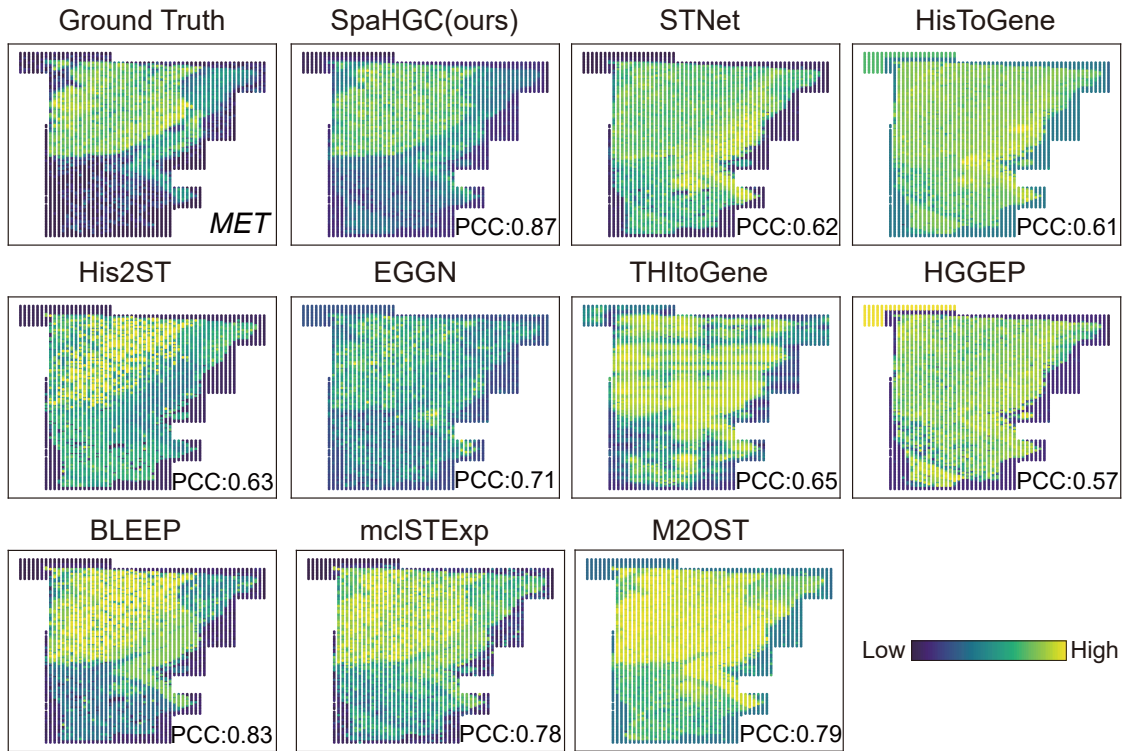 Ground Truth
SpaHGC(ours)
STNet
HisToGene
MET
PCC:0.87
PCC:0.62
PCC:0.61
His2ST
EGGN
THItoGene
HGGEP
PCC:0.63
PCC:0.71
PCC:0.65
PCC:0.57
BLEEP
mclSTExp
M2OST
Low
High
PCC:0.83
PCC:0.78
PCC:0.79